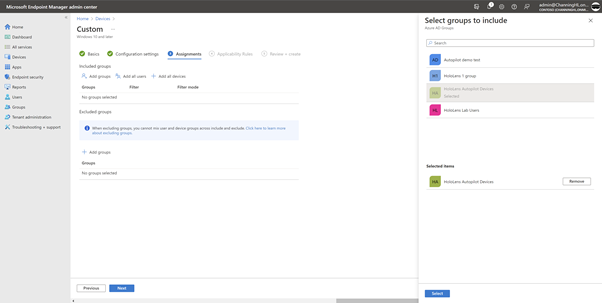 Microsoft Endpoint Manager admin center
admin@ChanningHL.on...
Home
Dashboard
All services
Devices
Apps
Endpoint security
Reports
Users
Groups
Tenant administration
Troubleshooting + support
Home > Devices >
Custom ...
Windows 10 and later
Basics
Configuration settings
3 Assignments
4 Applicability Rules
5 Review + create
Included groups
Add groups
Add all users
Add all devices
Groups
Filter
Filter mode
No groups selected
Excluded groups
When excluding groups, you cannot mix user and device groups across include and exclude. Click here to learn more
about excluding groups.
Add groups
Groups
No groups selected
Previous
Next
Select groups to include
Azure AD Groups
Search
AD
Autopilot demo test
H1
HoloLens 1 group
HA
HoloLens Autopilot Devices
Selected
HL
HoloLens Lab Users
Selected items
HA
HoloLens Autopilot Devices
Remove
Select